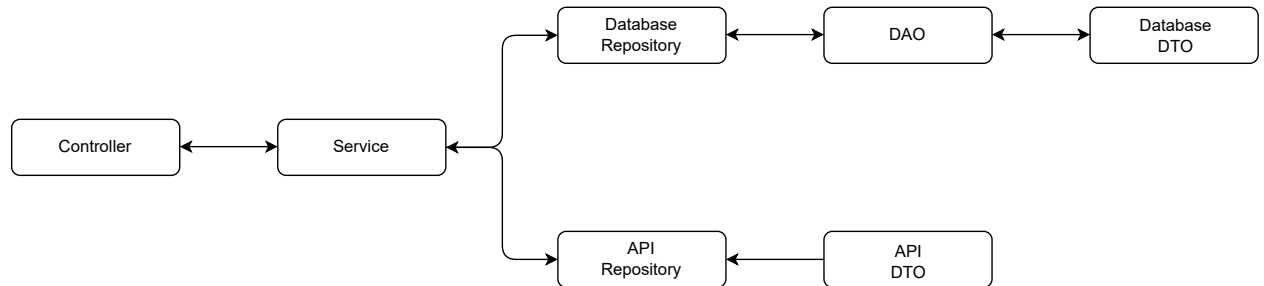 Database
Repository
DAO
Database
DTO
Controller
Service
API
Repository
API
DTO